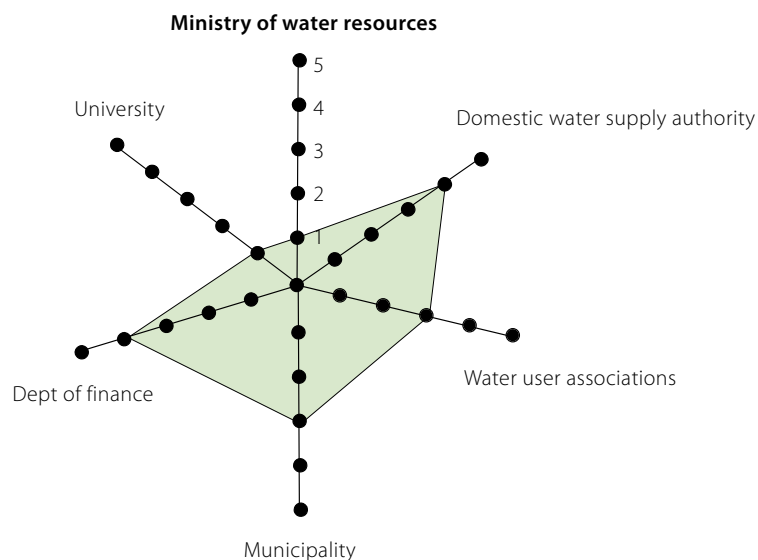 Ministry of water resources
5
University
4
Domestic water supply authority
3
2
1
Water user associations
Dept of finance
Municipality